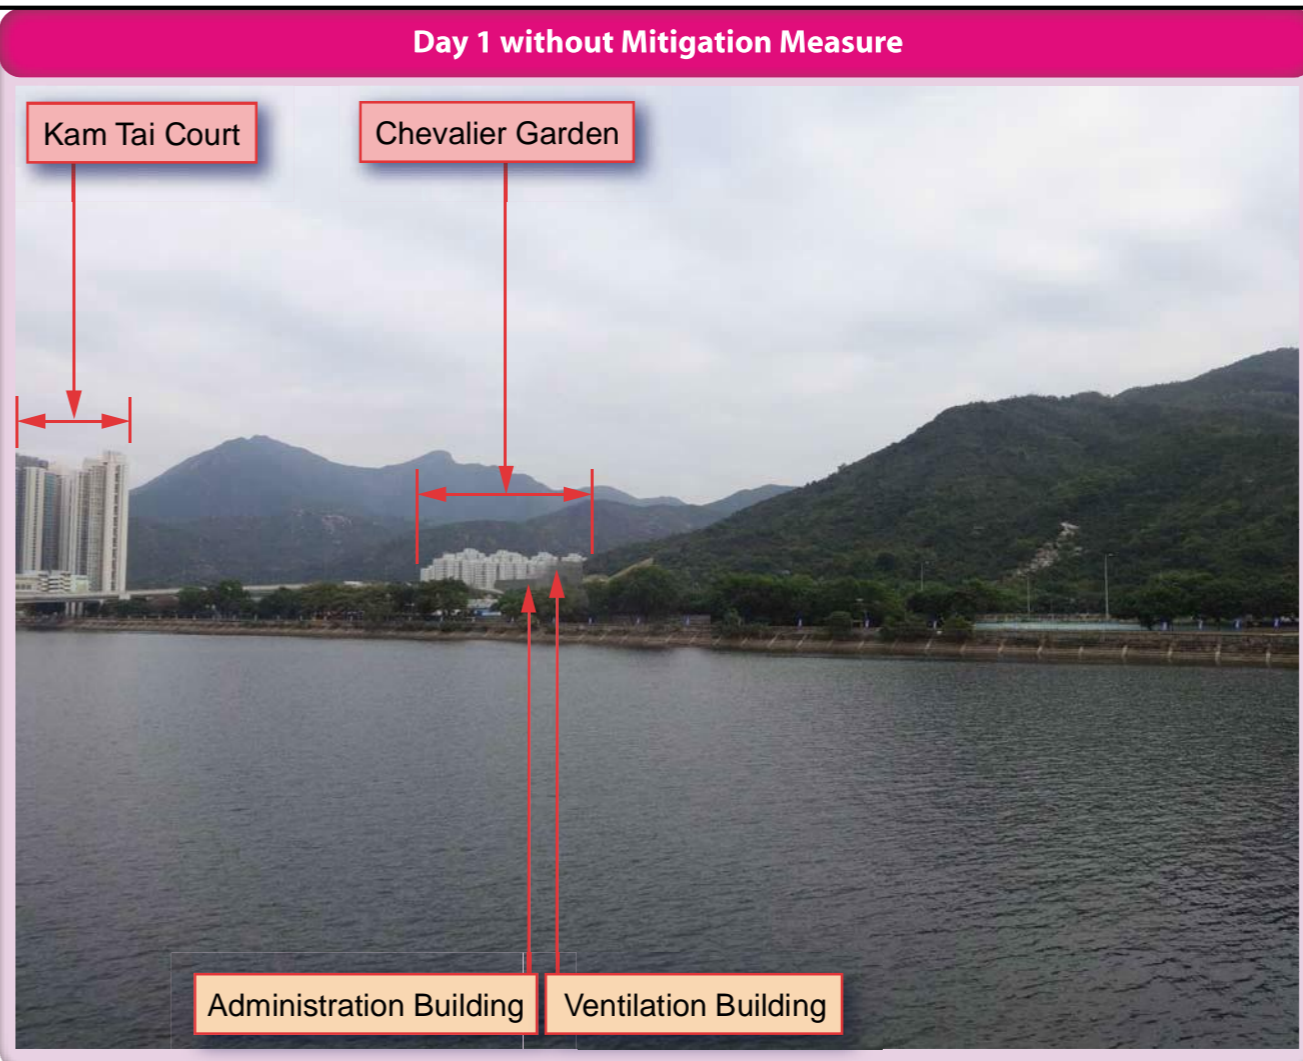 Day 1 without Mitigation Measure
Kam Tai Court
Chevalier Garden
Administration Building
Ventilation Building